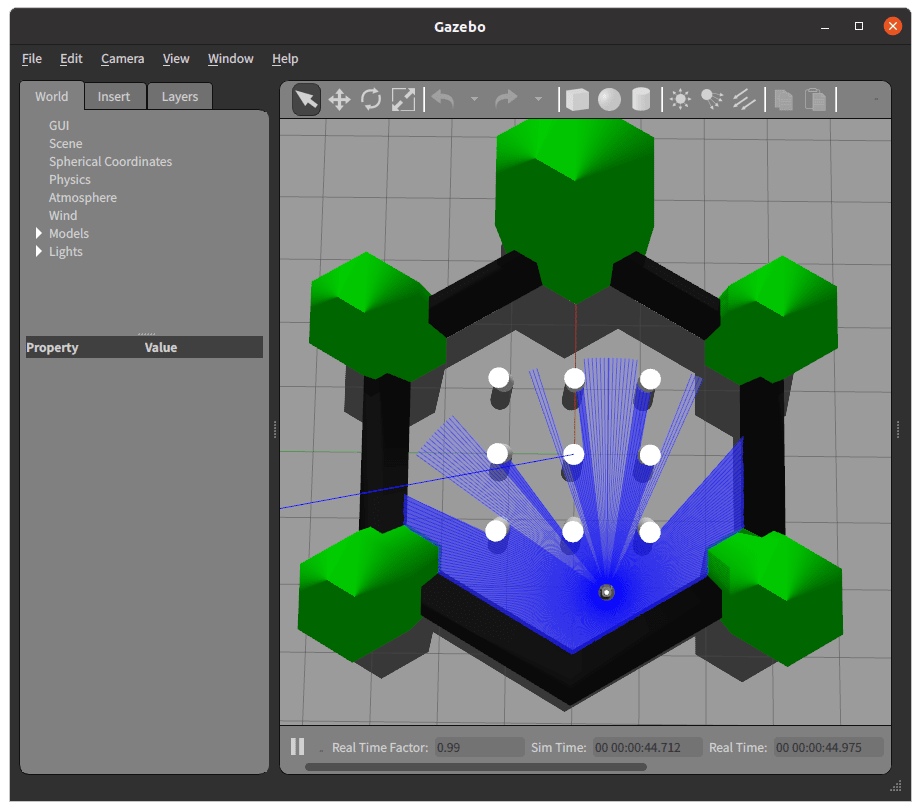 Gazebo
File Edit Camera View Window Help
World Insert Layers
GUI
Scene
Spherical Coordinates
Physics
Atmosphere
Wind
Models
Lights
Property Value
Real Time Factor: 0.99 Sim Time: 00 00:00:44.712 Real Time: 00 00:00:44.975